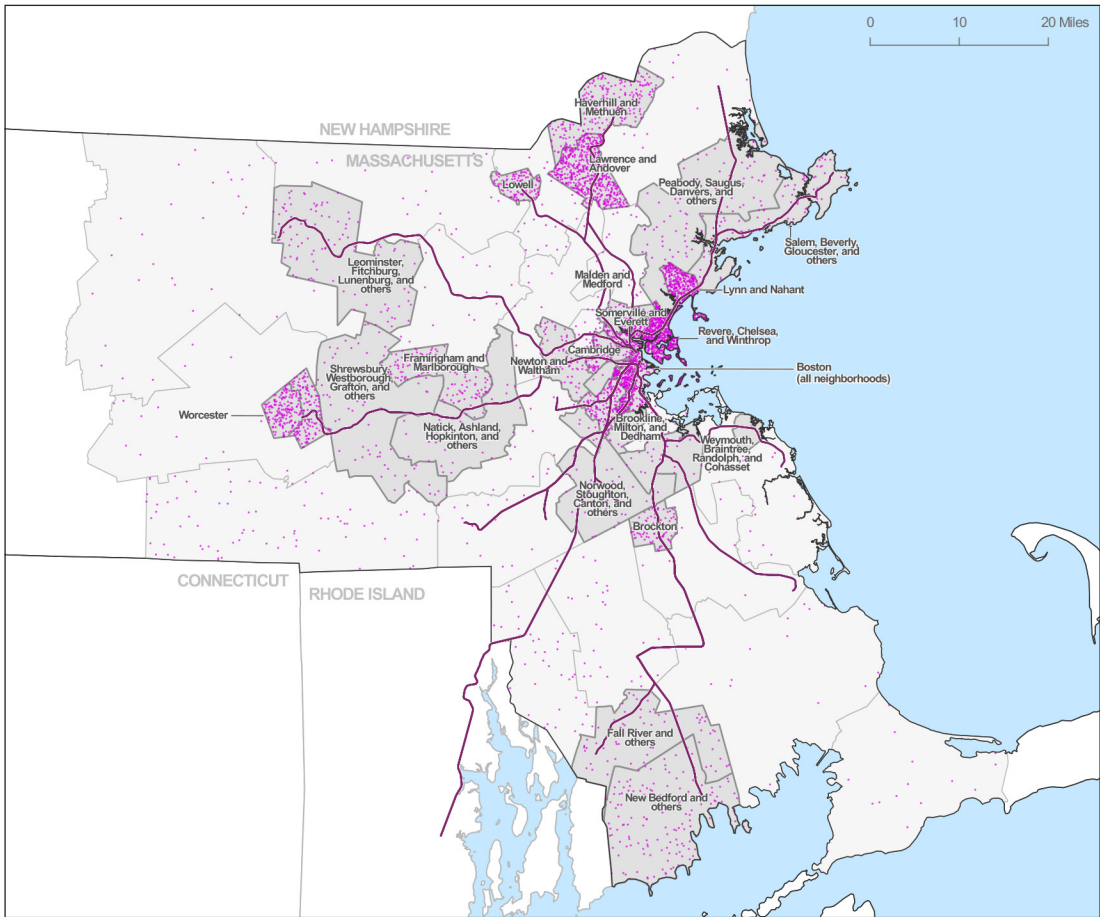 0 10 20 Miles
Haverhill and
Methuen
NEW HAMPSHIRE
MASSACHUSETTS
Lawrence and
Andover
Lowell
Peabody, Saugus,
Danvers, and
others
Salem, Beverly,
Gloucester, and
others
Leominster,
Fitchburg,
Lunenburg, and
others
Malden and
Medford
Lynn and Nahant
Somerville and
Everett
Revere, Chelsea,
and Winthrop
Cambridge
Framingham and
Marlborough
Newton and
Waltham
Shrewsbury,
Westborough,
Grafton, and
others
Boston
(all neighborhoods)
Worcester
Natick, Ashland,
Hopkinton, and
others
Brookline,
Milton, and
Dedham
Weymouth,
Braintree,
Randolph, and
Cohasset
Norwood,
Stoughton,
Canton, and
others
Brockton
CONNECTICUT
RHODE ISLAND
Fall River and
others
New Bedford and
others